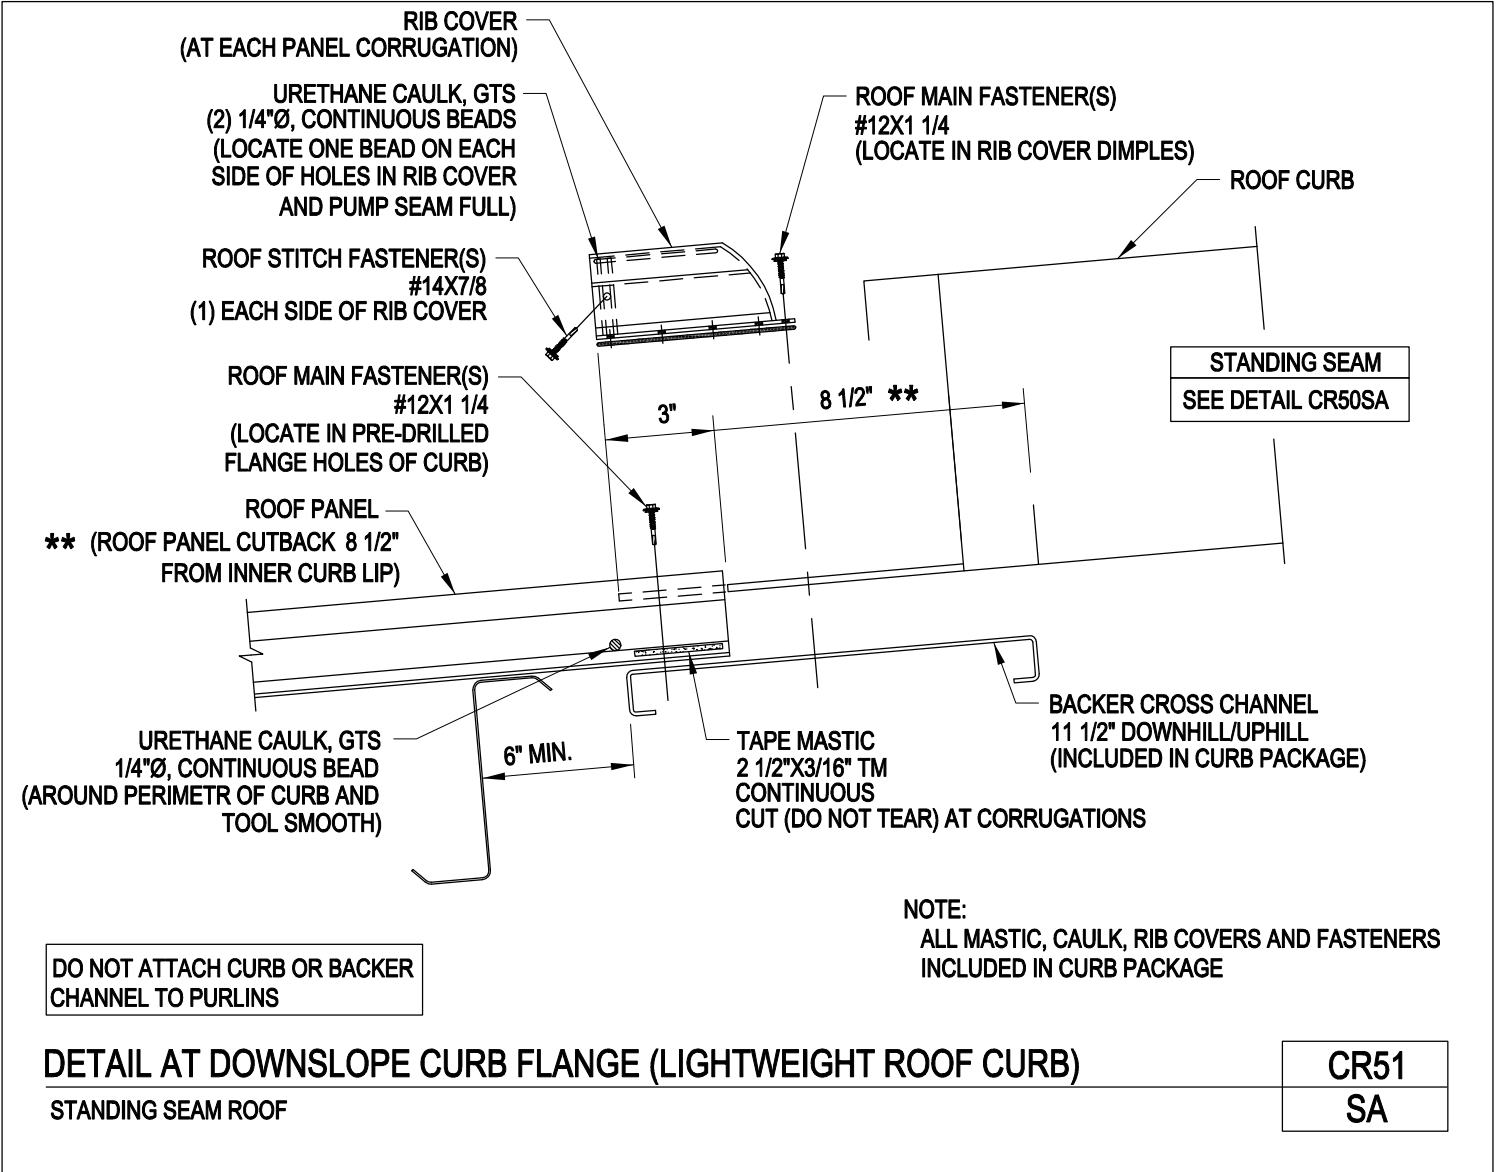 RIB COVER
(AT EACH PANEL CORRUGATION)
URETHANE CAULK, GTS
(2) 1/4"Ø, CONTINUOUS BEADS
(LOCATE ONE BEAD ON EACH
SIDE OF HOLES IN RIB COVER
AND PUMP SEAM FULL)
ROOF STITCH FASTENER(S)
#14X7/8
(1) EACH SIDE OF RIB COVER
ROOF MAIN FASTENER(S)
#12X1 1/4
(LOCATE IN PRE-DRILLED
FLANGE HOLES OF CURB)
ROOF PANEL
** (ROOF PANEL CUTBACK 8 1/2"
FROM INNER CURB LIP)
ROOF MAIN FASTENER(S)
#12X1 1/4
(LOCATE IN RIB COVER DIMPLES)
ROOF CURB
STANDING SEAM
SEE DETAIL CR50SA
3"
8 1/2" **
URETHANE CAULK, GTS
1/4"Ø, CONTINUOUS BEAD
(AROUND PERIMETR OF CURB AND
TOOL SMOOTH)
6" MIN.
TAPE MASTIC
2 1/2"X3/16" TM
CONTINUOUS
CUT (DO NOT TEAR) AT CORRUGATIONS
BACKER CROSS CHANNEL
11 1/2" DOWNHILL/UPHILL
(INCLUDED IN CURB PACKAGE)
NOTE:
ALL MASTIC, CAULK, RIB COVERS AND FASTENERS
INCLUDED IN CURB PACKAGE
DO NOT ATTACH CURB OR BACKER
CHANNEL TO PURLINS
DETAIL AT DOWNSLOPE CURB FLANGE (LIGHTWEIGHT ROOF CURB)
STANDING SEAM ROOF
CR51
SA